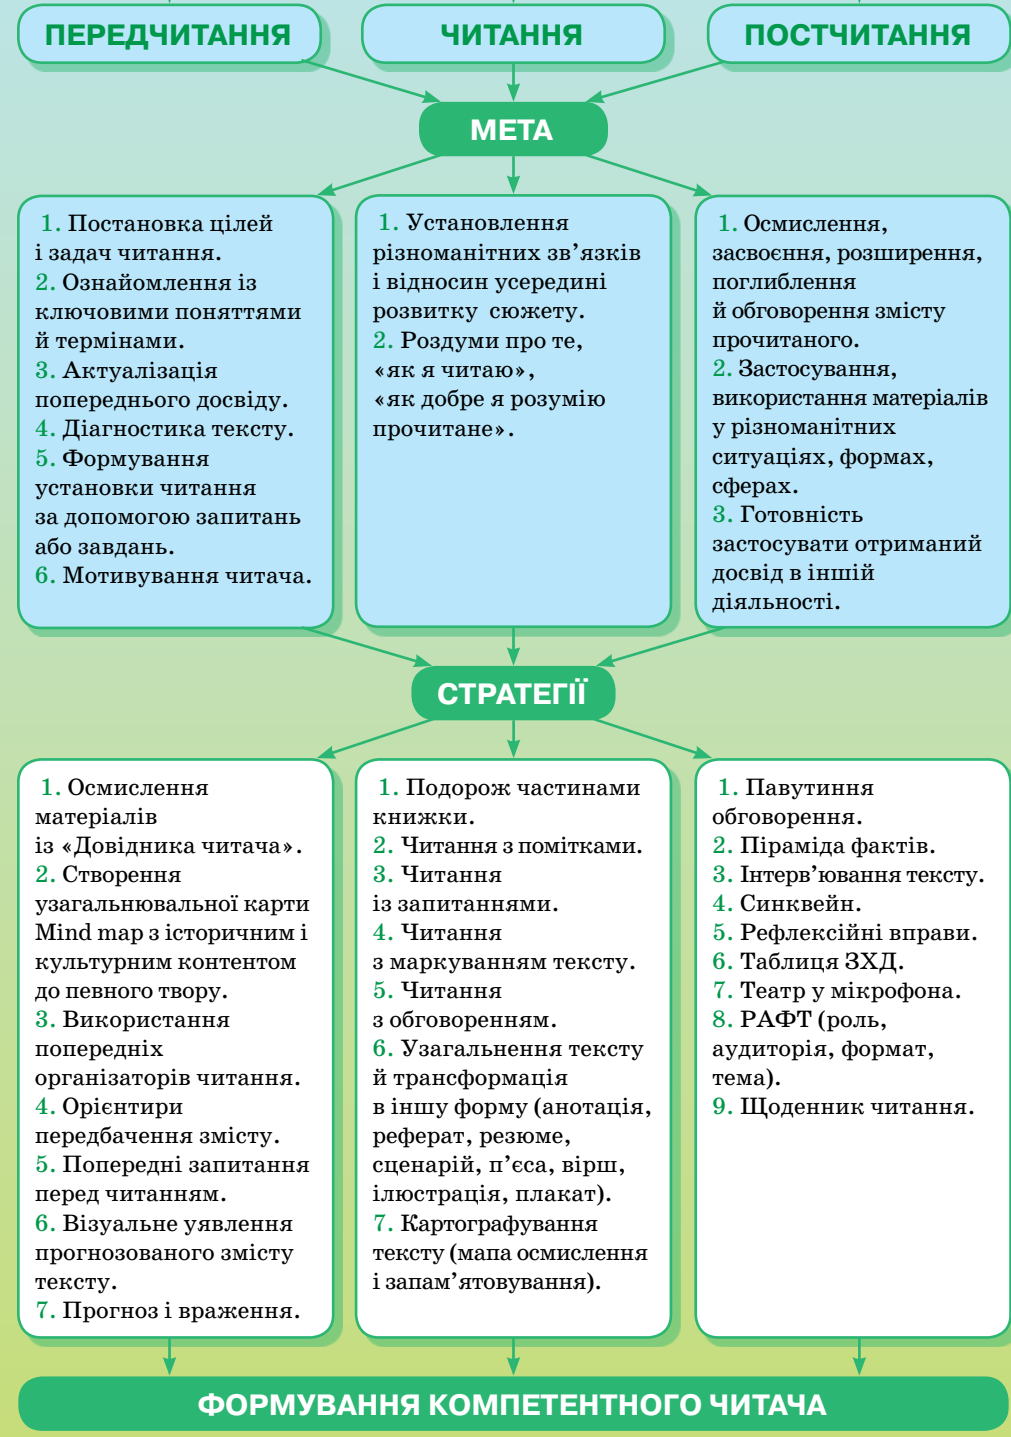 ПЕРЕДЧИТАННЯ
ЧИТАННЯ
ПОСТЧИТАННЯ
МЕТА
1. Постановка цілей
і задач читання.
2. Ознайомлення із
ключовими поняттями
й термінами.
3. Актуалізація
попереднього досвіду.
4. Діагностика тексту.
5. Формування
установки читання
за допомогою запитань
або завдань.
6. Мотивування читача.
1. Установлення
різноманітних зв’язків
і відносин усередині
розвитку сюжету.
2. Роздуми про те,
«як я читаю»,
«як добре я розумію
прочитане».
1. Осмислення,
засвоєння, розширення,
поглиблення
й обговорення змісту
прочитаного.
2. Застосування,
використання матеріалів
у різноманітних
ситуаціях, формах,
сферах.
3. Готовність
застосувати отриманий
досвід в іншій
діяльності.
СТРАТЕГІЇ
1. Осмислення
матеріалів
із «Довідника читача».
2. Створення
узагальнювальної карти
Mind map з історичним і
культурним контентом
до певного твору.
3. Використання
попередніх
організаторів читання.
4. Орієнтири
передбачення змісту.
5. Попередні запитання
перед читанням.
6. Візуальне уявлення
прогнозованого змісту
тексту.
7. Прогноз і враження.
1. Подорож частинами
книжки.
2. Читання з помітками.
3. Читання
із запитаннями.
4. Читання
з маркуванням тексту.
5. Читання
з обговоренням.
6. Узагальнення тексту
й трансформація
в іншу форму (анотація,
реферат, резюме,
сценарій, п’єса, вірш,
ілюстрація, плакат).
7. Картографування
тексту (мапа осмислення
і запам’ятовування).
1. Павутиння
обговорення.
2. Піраміда фактів.
3. Інтерв’ювання тексту.
4. Синквейн.
5. Рефлексійні вправи.
6. Таблиця ЗХД.
7. Театр у мікрофона.
8. РАФТ (роль,
аудиторія, формат,
тема).
9. Щоденник читання.
ФОРМУВАННЯ КОМПЕТЕНТНОГО ЧИТАЧА